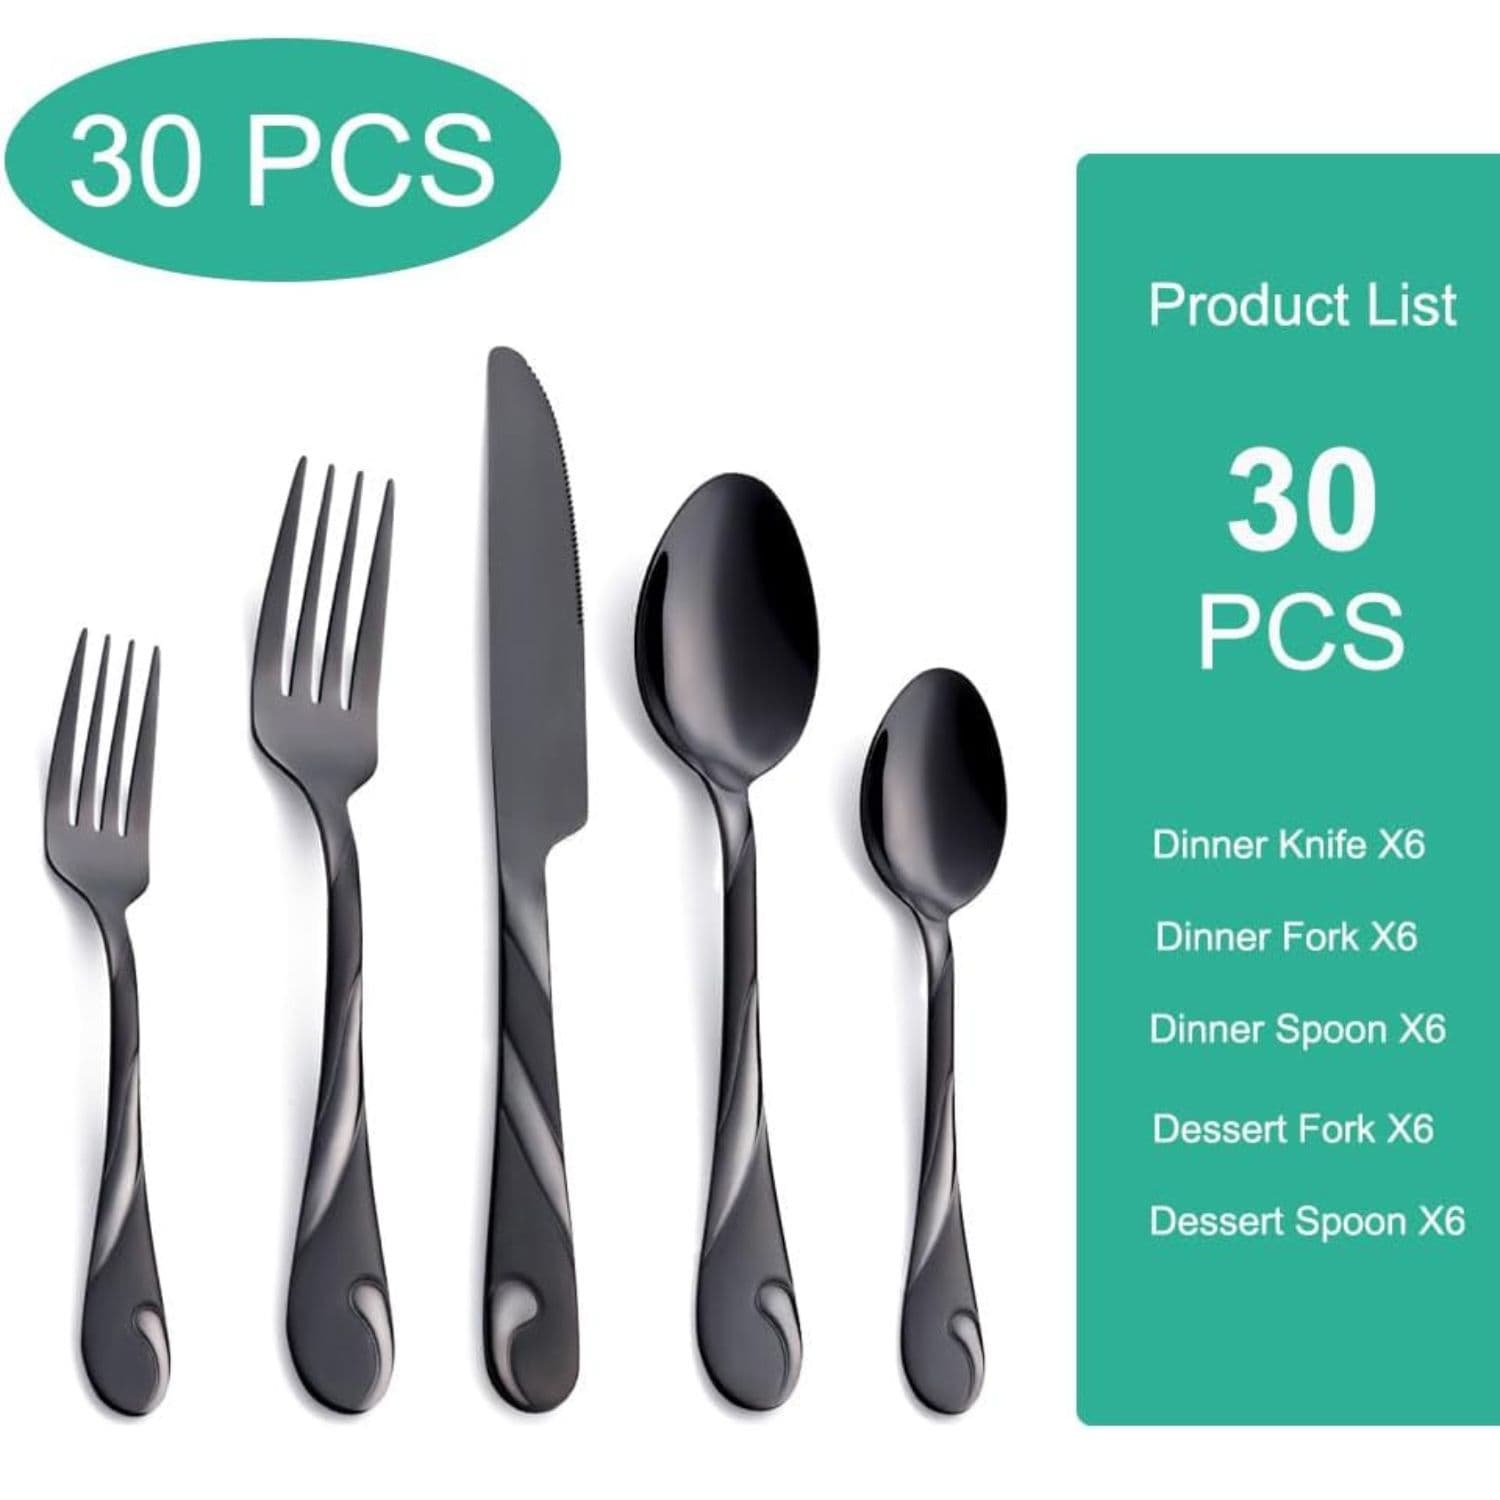 30 PCS
Product List
30
PCS
Dinner Knife X6
Dinner Fork X6
Dinner Spoon X6
Dessert Fork X6
Dessert Spoon X6